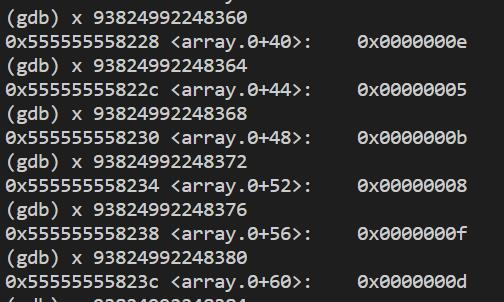 (gdb) x 93824992248360
0x555555558228 <array.0+40>: 0x0000000e
(gdb) x 93824992248364
0x55555555822c <array.0+44>: 0x00000005
(gdb) x 93824992248368
0x555555558230 <array.0+48>: 0x0000000b
(gdb) x 93824992248372
0x555555558234 <array.0+52>: 0x00000008
(gdb) x 93824992248376
0x555555558238 <array.0+56>: 0x0000000f
(gdb) x 93824992248380
0x55555555823c <array.0+60>: 0x0000000d